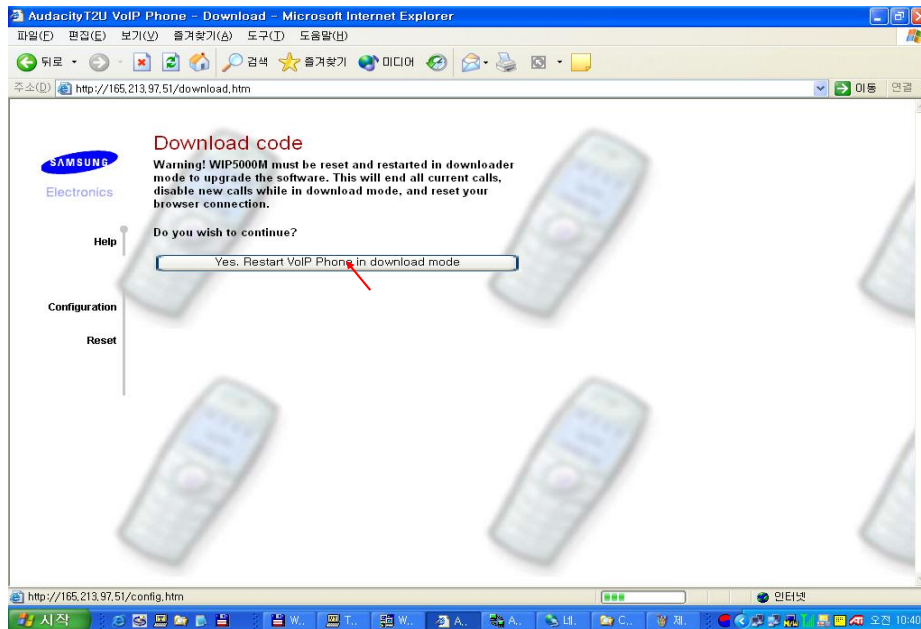 AudacityT2U VoIP Phone - Download - Microsoft Internet Explorer
파일(F) 편집(E) 보기(V) 즐겨찾기(A) 도구(T) 도움말(H)
뒤로 검색 즐겨찾기 미디어
주소(D) http://165,213,97,51/download,htm 이동 연결
Download code
SAMSUNG
Electronics
Warning! WIP5000M must be reset and restarted in downloader
mode to upgrade the software. This will end all current calls,
disable new calls while in download mode, and reset your
browser connection.
Help
Do you wish to continue?
Yes. Restart VoIP Phone in download mode
Configuration
Reset
http://165,213,97,51/config,htm 인터넷
시작 W.. T.. W.. A.. A.. 네. C.. 제. 오전 10:40